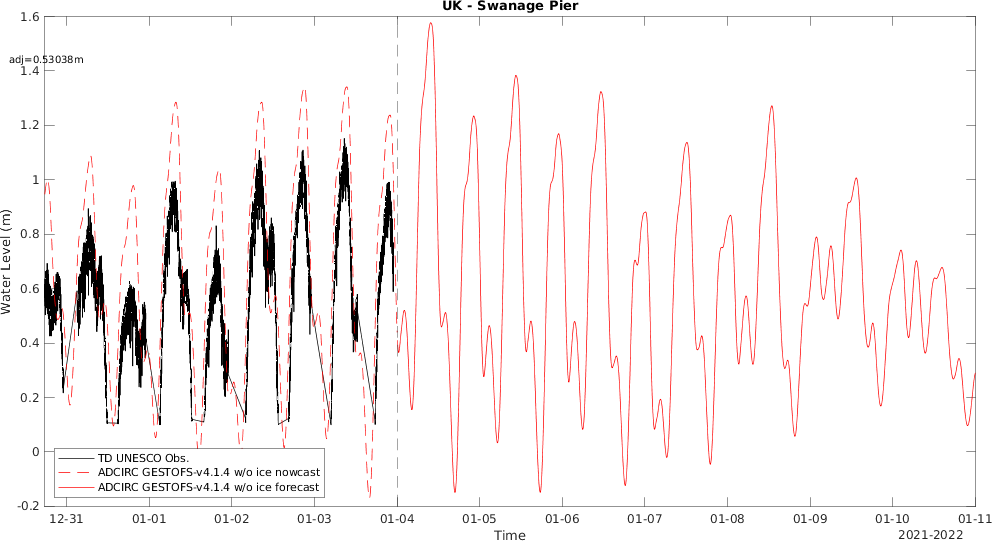 UK - Swanage Pier
adj=0.53038m
1.6
1.4
1.2
1
0.8
0.6
0.4
0.2
0
-0.2
Water Level (m)
TD UNESCO Obs.
ADCIRC GESTOFS-v4.1.4 w/o ice nowcast
ADCIRC GESTOFS-v4.1.4 w/o ice forecast
12-31 01-01 01-02 01-03 01-04 01-05 01-06 01-07 01-08 01-09 01-10 01-11
Time
2021-2022